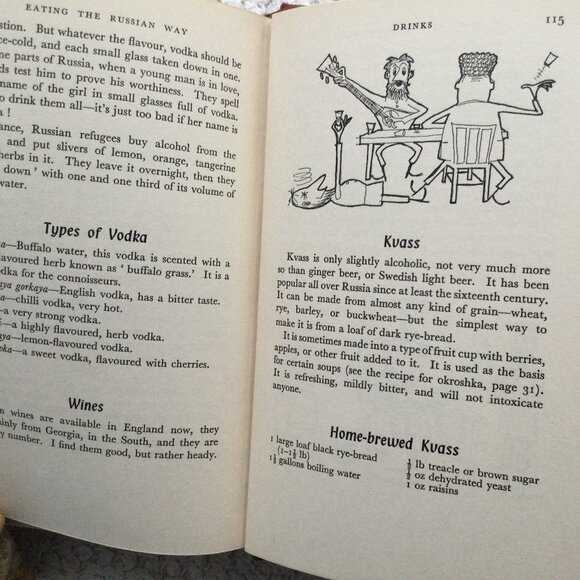 EATING THE RUSSIAN WAY
stion. But whatever the flavour, vodka should be
ce-cold, and each small glass taken down in one.
me parts of Russia, when a young man is in love,
ds test him to prove his worthiness. They spell
name of the girl in small glasses full of vodka.
o drink them all—it's just too bad if her name is
a!
ance, Russian refugees buy alcohol from the
and put slivers of lemon, orange, tangerine
herbs in it. They leave it overnight, then they
down' with one and one third of its volume of
water.
Types of Vodka
a—Buffalo water, this vodka is scented with a
lavoured herb known as 'buffalo grass.' It is a
odka for the connoisseurs.
aya gorkaya—English vodka, has a bitter taste.
—chilli vodka, very hot.
—a very strong vodka.
—a highly flavoured, herb vodka.
aya—lemon-flavoured vodka.
vka—a sweet vodka, flavoured with cherries.
Wines
n wines are available in England now, they
ainly from Georgia, in the South, and they are
y number. I find them good, but rather heady.
DRINKS 115
Kvass
Kvass is only slightly alcoholic, not very much more
so than ginger beer, or Swedish light beer. It has been
popular all over Russia since at least the sixteenth century.
It can be made from almost any kind of grain—wheat,
rye, barley, or buckwheat—but the simplest way to
make it is from a loaf of dark rye-bread.
It is sometimes made into a type of fruit cup with berries,
apples, or other fruit added to it. It is used as the basis
for certain soups (see the recipe for okroshka, page 31).
It is refreshing, mildly bitter, and will not intoxicate
anyone.
Home-brewed Kvass
1 large loaf black rye-bread
(1–1½ lb)
1½ gallons boiling water
½ lb treacle or brown sugar
½ oz dehydrated yeast
1 oz raisins